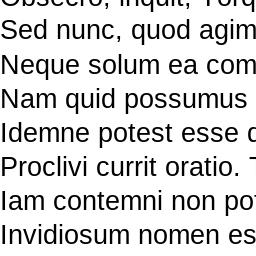 Obsecro, inquit, Torq
Sed nunc, quod agim
Neque solum ea com
Nam quid possumus
Idemne potest esse d
Proclivi currit oratio. T
Iam contemni non pot
Invidiosum nomen es